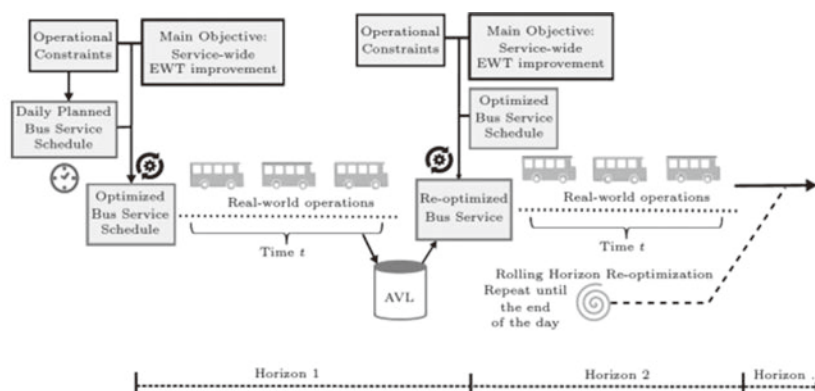 Operational
Constraints
Main Objective:
Service-wide
EWT improvement
Daily Planned
Bus Service
Schedule
Optimized
Bus Service
Schedule
Real-world operations
Time t
AVL
Operational
Constraints
Main Objective:
Service-wide
EWT improvement
Optimized
Bus Service
Schedule
Re-optimized
Bus Service
Real-world operations
Time t
Rolling Horizon Re-optimization
Repeat until
the end
of the day
Horizon 1
Horizon 2
Horizon .